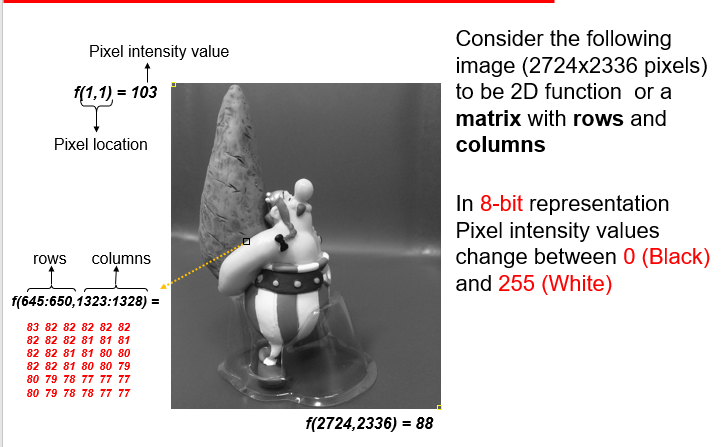 Pixel intensity value
f(1,1) = 103
Pixel location
rows columns
f(645:650,1323:1328) =
83 82 82 82 82 82
82 82 82 81 81 81
82 82 81 81 80 80
82 82 81 80 80 79
80 79 78 77 77 77
80 79 78 78 77 77
f(2724,2336) = 88
Consider the following
image (2724x2336 pixels)
to be 2D function or a
matrix with rows and
columns
In 8-bit representation
Pixel intensity values
change between 0 (Black)
and 255 (White)